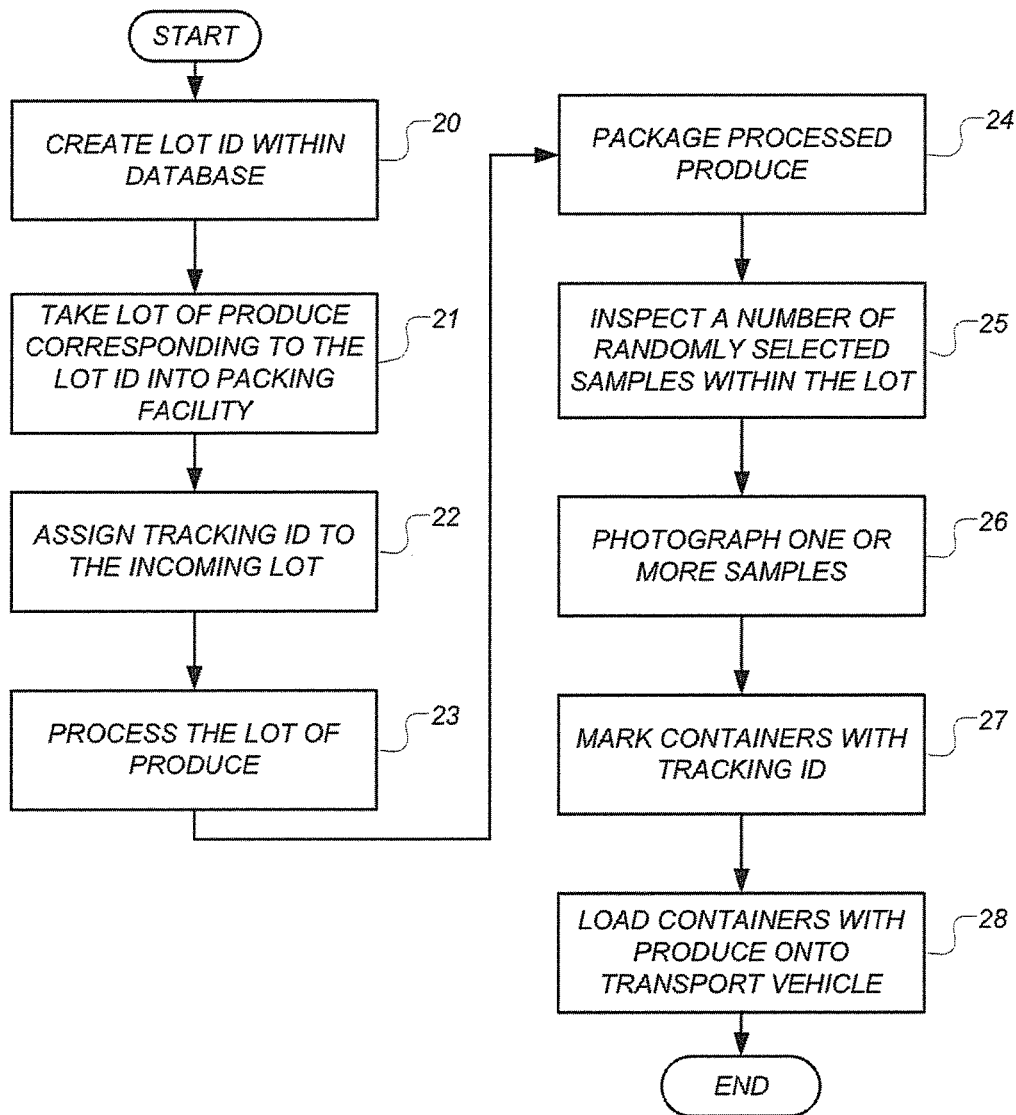 START
CREATE LOT ID WITHIN
DATABASE
20
TAKE LOT OF PRODUCE
CORRESPONDING TO THE
LOT ID INTO PACKING
FACILITY
21
ASSIGN TRACKING ID TO
THE INCOMING LOT
22
PROCESS THE LOT OF
PRODUCE
23
PACKAGE PROCESSED
PRODUCE
24
INSPECT A NUMBER OF
RANDOMLY SELECTED
SAMPLES WITHIN THE LOT
25
PHOTOGRAPH ONE OR
MORE SAMPLES
26
MARK CONTAINERS WITH
TRACKING ID
27
LOAD CONTAINERS WITH
PRODUCE ONTO
TRANSPORT VEHICLE
28
END